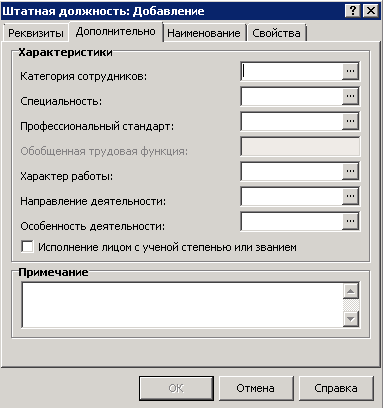 Штатная должность: Добавление
Реквизиты Дополнительно Наименование Свойства
Характеристики
Категория сотрудников:
Специальность:
Профессиональный стандарт:
Обобщенная трудовая функция:
Характер работы:
Направление деятельности:
Особенность деятельности:
Исполнение лицом с ученой степенью или званием
Примечание
ОК Отмена Справка